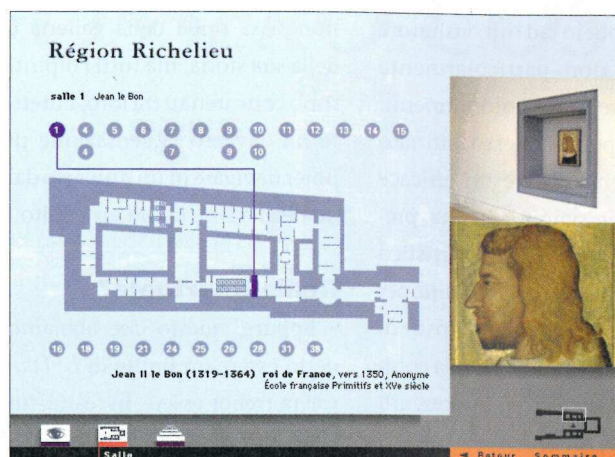 Région Richelieu
salle 1 Jean le Bon
1 4 5 6 7 8 9 10 11 12 13 14 15
4 7 9 10
16 18 19 20 21 24 25 26 28 31 38
Jean II le Bon (1319-1364) roi de France, vers 1350, Anonyme
École française Primitifs et XVe siècle
Salle
Retour Sommaire